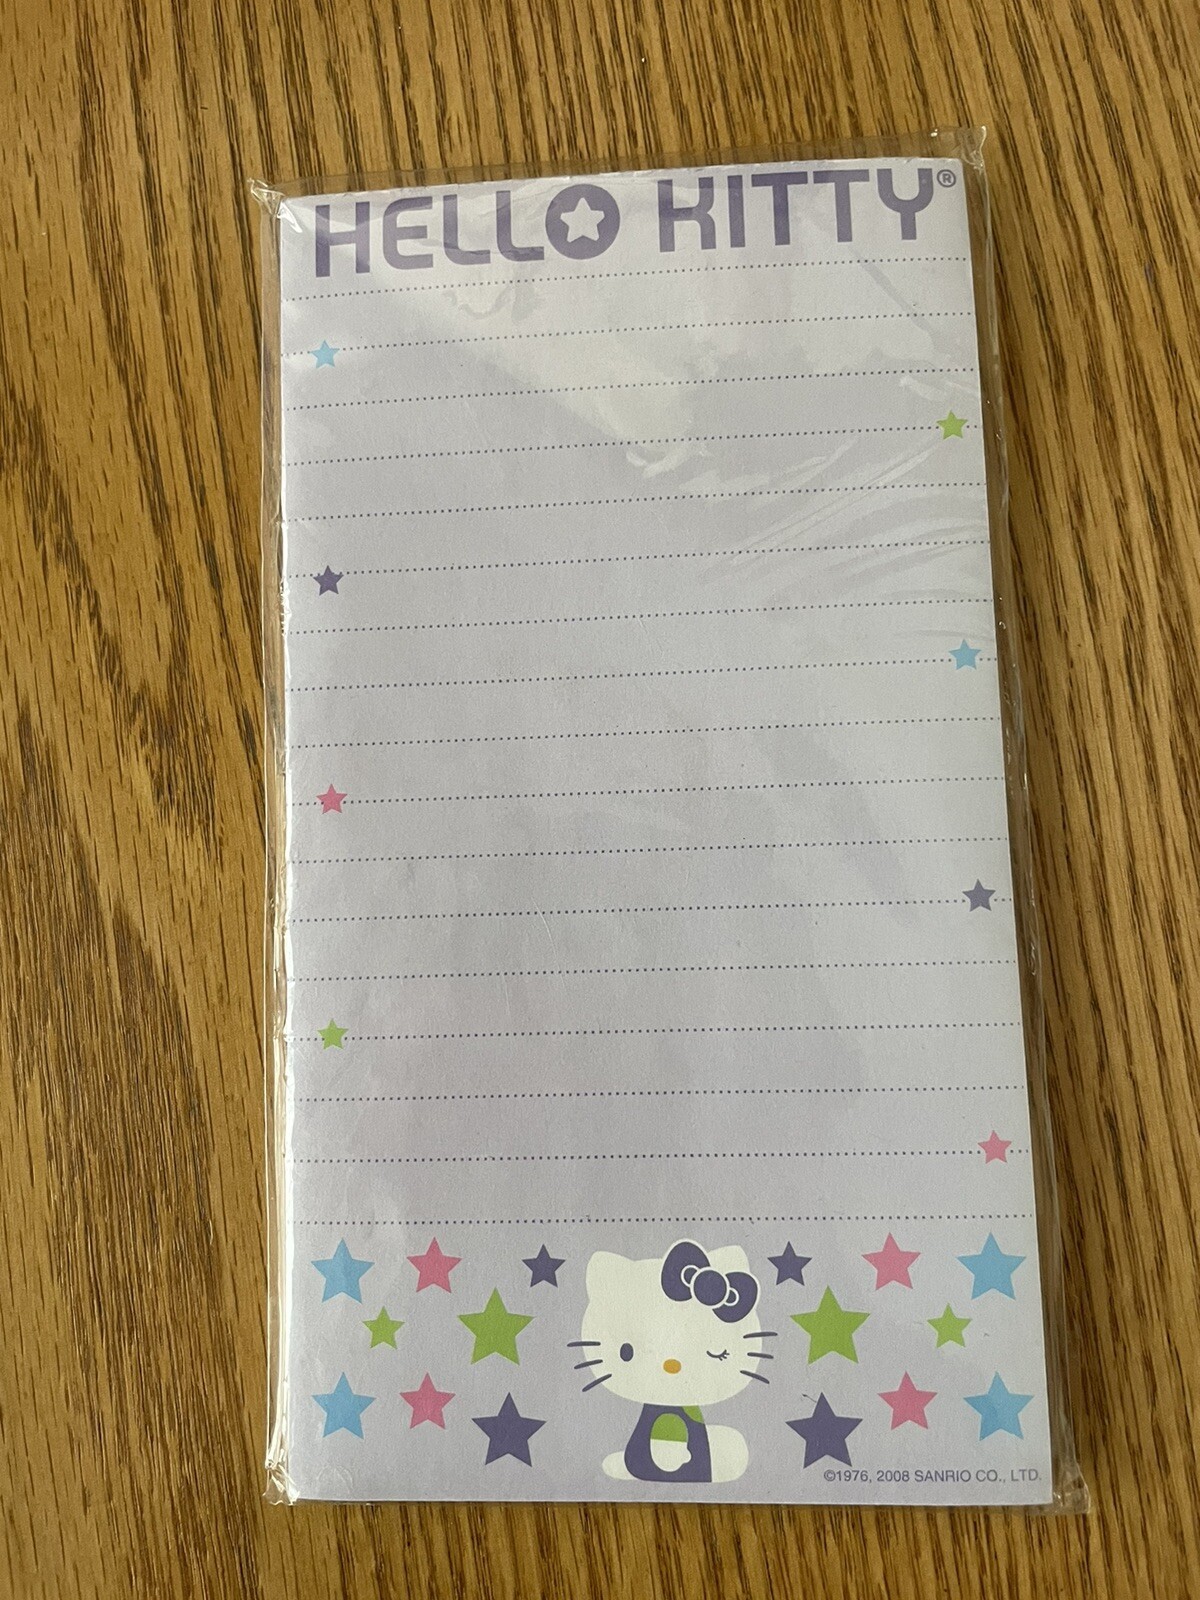 HELLO KITTY®
©1976, 2008 SANRIO CO., LTD.